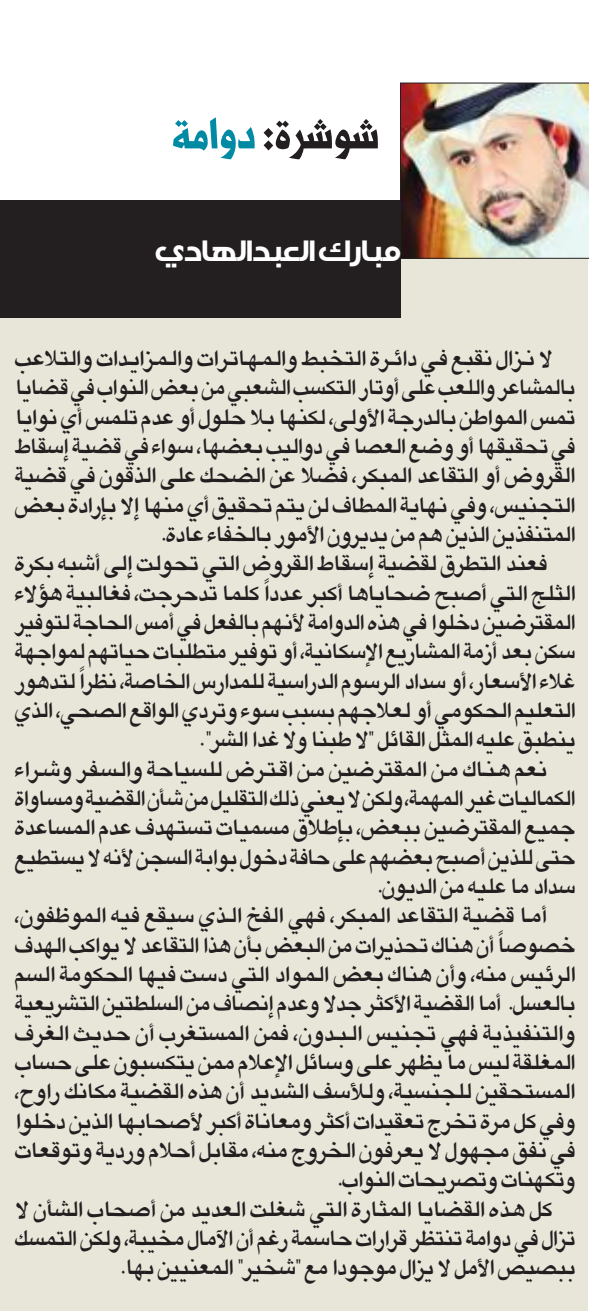 شوشرة: دوامة
مبارك العبدالهادي
لا نزال نقبع في دائرة التخبط والمهاترات والمزايدات والتلاعب
بالمشاعر واللعب على أوتار التكسب الشعبي من بعض النواب في قضايا
تمس المواطن بالدرجة الأولى، لكنها بلا حلول أو عدم تلمس أي نوايا
في تحقيقها أو وضع العصا في دواليب بعضها، سواء في قضية إسقاط
القروض أو التقاعد المبكر، فضلا عن الضحك على الذقون في قضية
التجنيس، وفي نهاية المطاف لن يتم تحقيق أي منها إلا بإرادة بعض
المتنفذين الذين هم من يديرون الأمور بالخفاء عادة.
فعند التطرق لقضية إسقاط القروض التي تحولت إلى أشبه بكرة
الثلج التي أصبح ضحاياها أكبر عدداً كلما تدحرجت، فغالبية هؤلاء
المقترضين دخلوا في هذه الدوامة لأنهم بالفعل في أمس الحاجة لتوفير
سكن بعد أزمة المشاريع الإسكانية، أو توفير متطلبات حياتهم لمواجهة
غلاء الأسعار، أو سداد الرسوم الدراسية للمدارس الخاصة، نظراً لتدهور
التعليم الحكومي أو لعلاجهم بسبب سوء وتردي الواقع الصحي، الذي
ينطبق عليه المثل القائل "لا طبنا ولا غدا الشر".
نعم هناك من المقترضين من اقترض للسياحة والسفر وشراء
الكماليات غير المهمة، ولكن لا يعني ذلك التقليل من شأن القضية ومساواة
جميع المقترضين ببعض، بإطلاق مسميات تستهدف عدم المساعدة
حتى للذين أصبح بعضهم على حافة دخول بوابة السجن لأنه لا يستطيع
سداد ما عليه من الديون.
أما قضية التقاعد المبكر، فهي الفخ الذي سيقع فيه الموظفون،
خصوصاً أن هناك تحذيرات من البعض بأن هذا التقاعد لا يواكب الهدف
الرئيس منه، وأن هناك بعض المواد التي دست فيها الحكومة السم
بالعسل. أما القضية الأكثر جدلا وعدم إنصاف من السلطتين التشريعية
والتنفيذية فهي تجنيس البدون، فمن المستغرب أن حديث الغرف
المغلقة ليس ما يظهر على وسائل الإعلام ممن يتكسبون على حساب
المستحقين للجنسية، وللأسف الشديد أن هذه القضية مكانك راوح،
وفي كل مرة تخرج تعقيدات أكثر ومعاناة أكبر لأصحابها الذين دخلوا
في نفق مجهول لا يعرفون الخروج منه، مقابل أحلام وردية وتوقعات
وتكهنات وتصريحات النواب.
كل هذه القضايا المثارة التي شغلت العديد من أصحاب الشأن لا
تزال في دوامة تنتظر قرارات حاسمة رغم أن الآمال مخيبة، ولكن التمسك
ببصيص الأمل لا يزال موجودا مع "شخير" المعنيين بها.